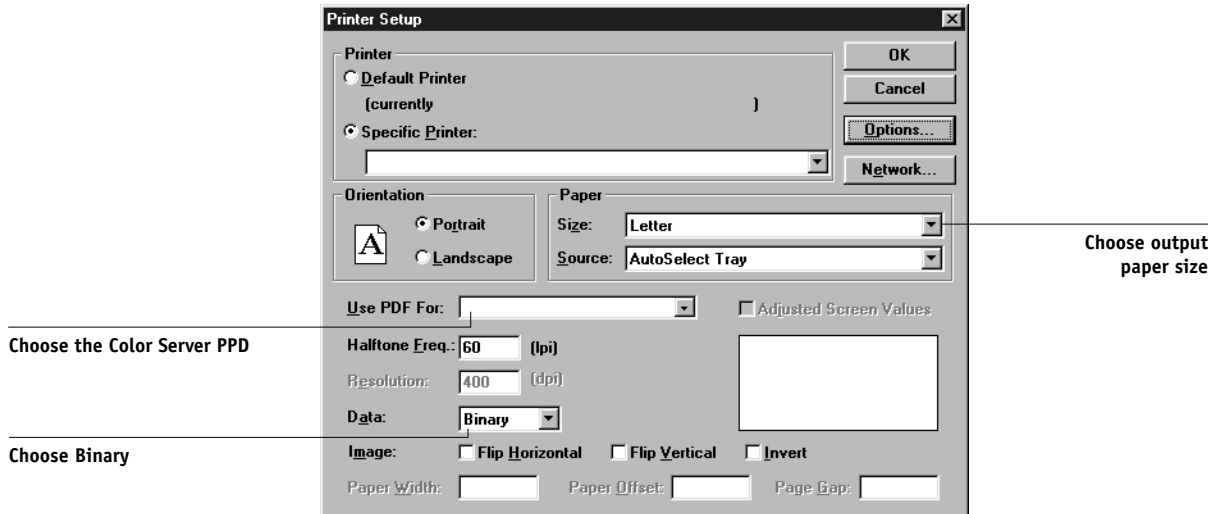 Printer Setup
Printer
Default Printer
(currently )
Specific Printer:
OK
Cancel
Options...
Network...
Orientation
A
Portrait
Landscape
Paper
Size: Letter
Source: AutoSelect Tray
Choose output
paper size
Use PDF For:
Adjusted Screen Values
Choose the Color Server PPD
Halftone Freq.: 60 (lpi)
Resolution: 400 (dpi)
Data: Binary
Choose Binary
Image: Flip Horizontal Flip Vertical Invert
Paper Width: Paper Offset: Page Gap: